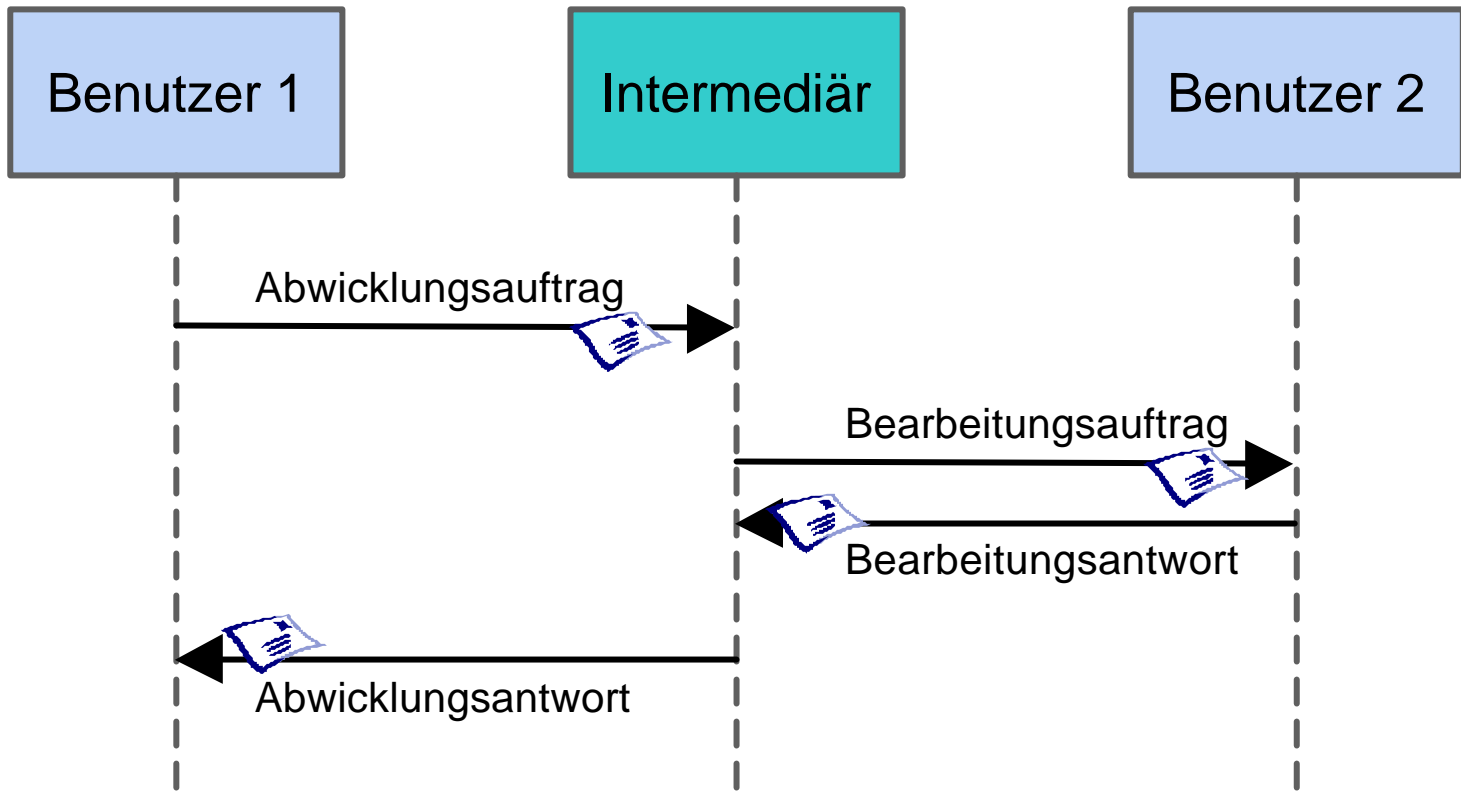 Benutzer 1
Intermediär
Benutzer 2
Abwicklungsauftrag
Bearbeitungsauftrag
Bearbeitungsantwort
Abwicklungsantwort